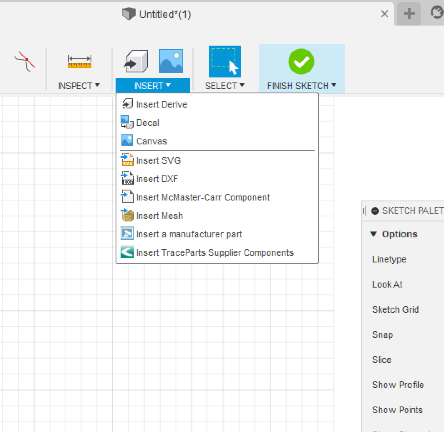 Untitled*(1)
INSPECT
INSERT
SELECT
FINISH SKETCH
Insert Derive
Decal
Canvas
Insert SVG
Insert DXF
Insert McMaster-Carr Component
Insert Mesh
Insert a manufacturer part
Insert TraceParts Supplier Components
SKETCH PALET
Options
Linetype
Look At
Sketch Grid
Snap
Slice
Show Profile
Show Points